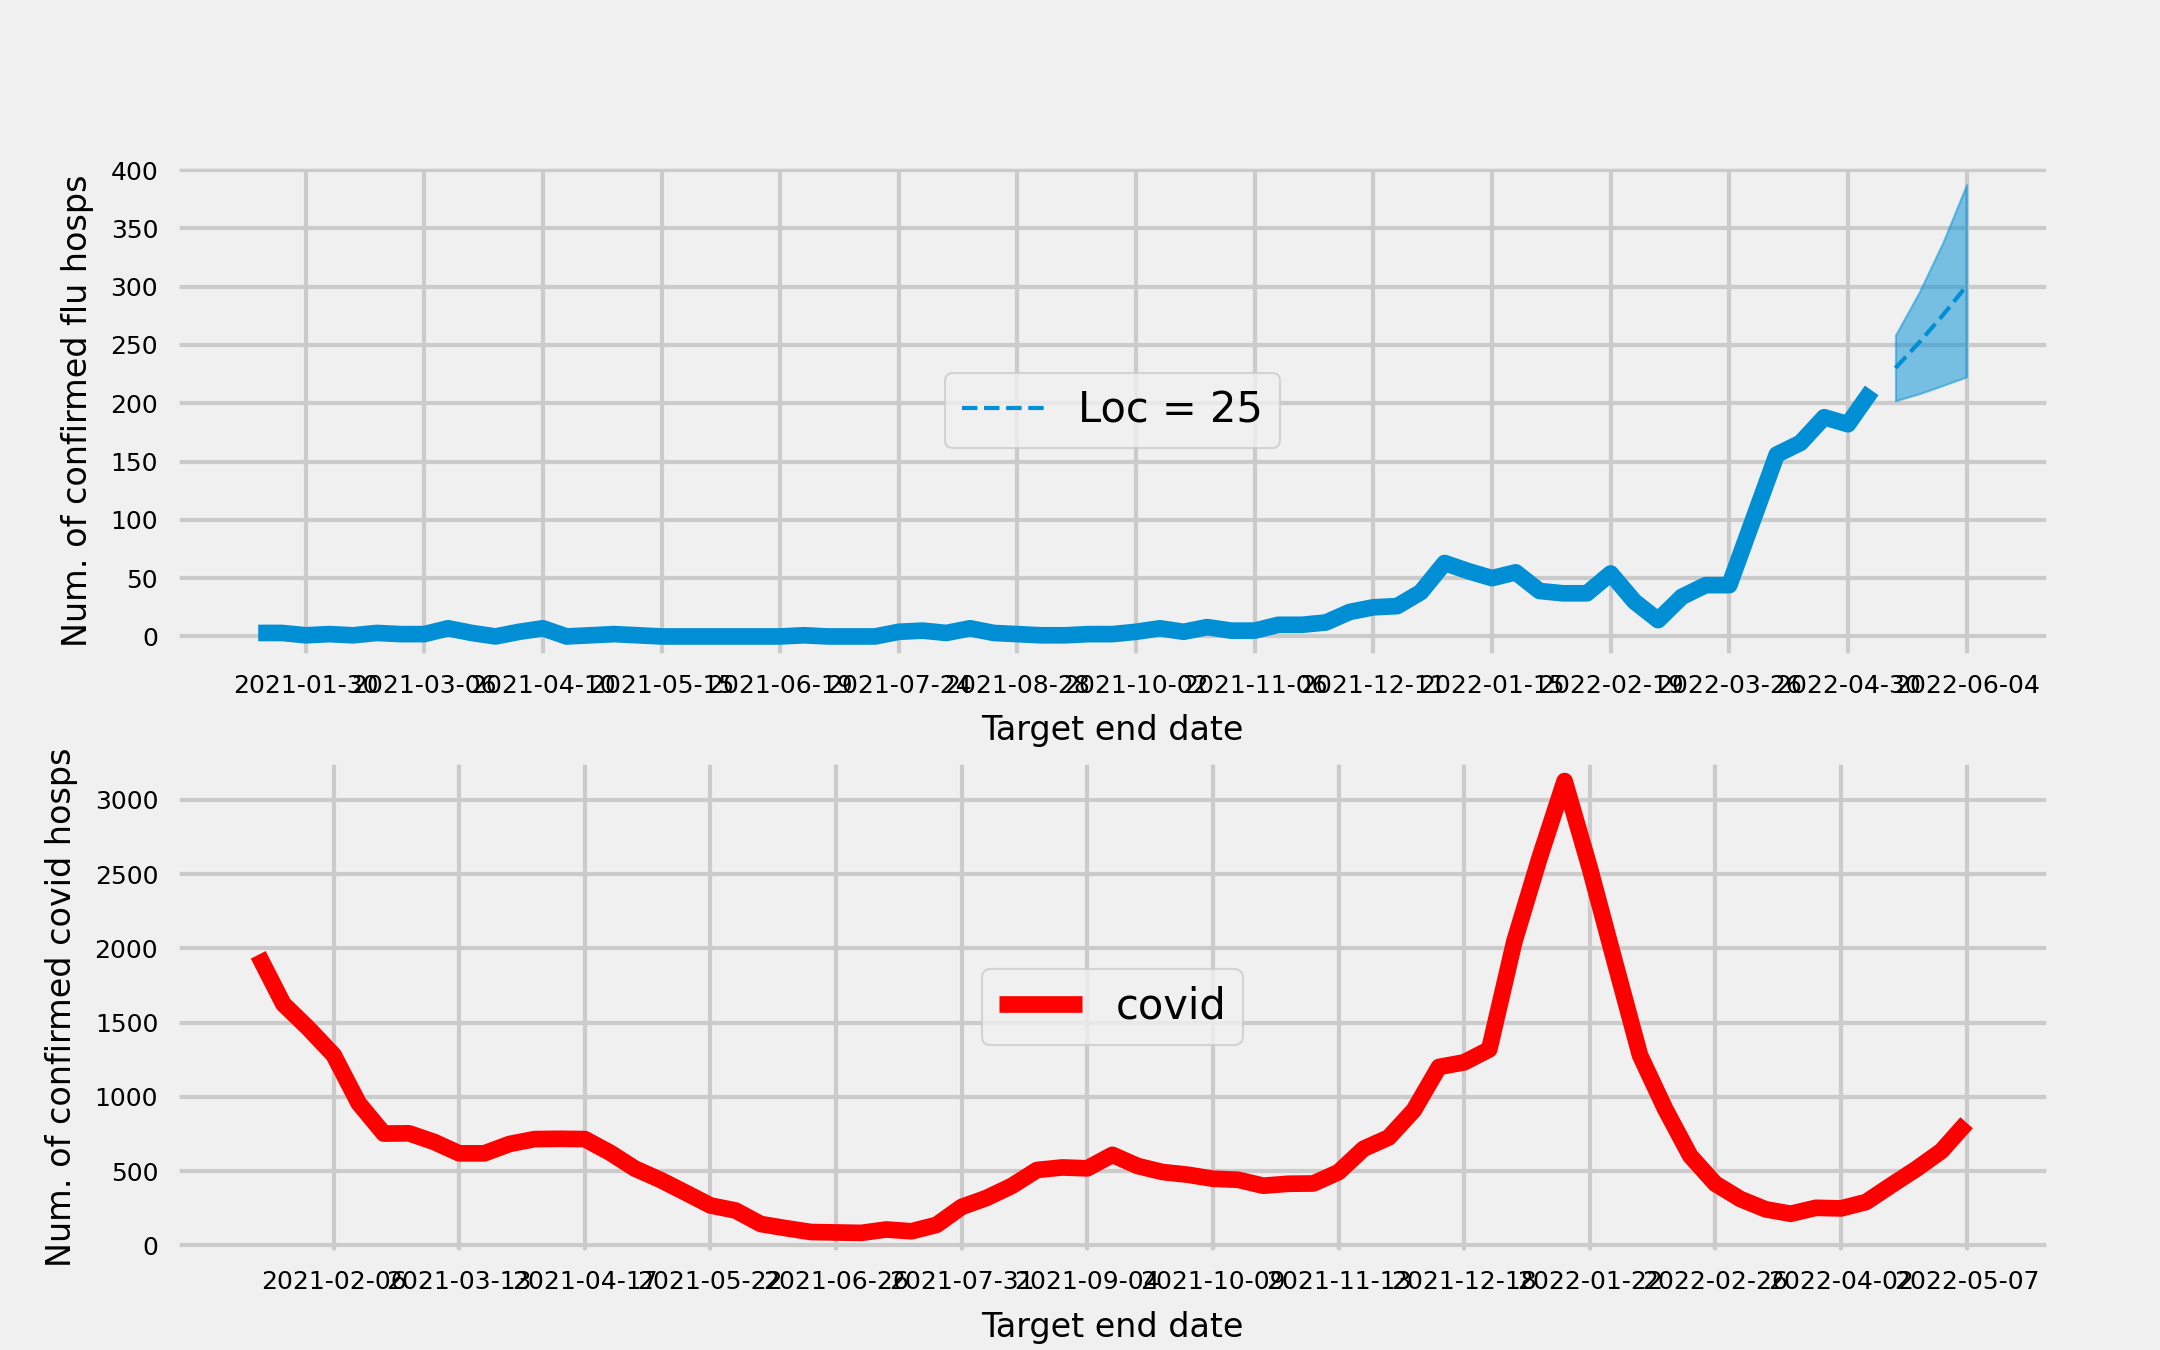 400
350
300
250
200
150
100
50
0
Num. of confirmed flu hosps
Loc = 25
2021-01-30 2021-03-06 2021-04-10 2021-05-15 2021-06-19 2021-07-24 2021-08-28 2021-10-02 2021-11-06 2021-12-11 2022-01-15 2022-02-19 2022-03-26 2022-04-30 2022-06-04
Target end date
3000
2500
2000
1500
1000
500
0
Num. of confirmed covid hosps
covid
2021-02-06 2021-03-13 2021-04-17 2021-05-22 2021-06-26 2021-07-31 2021-09-04 2021-10-09 2021-11-13 2021-12-18 2022-01-22 2022-02-26 2022-04-02 2022-05-07
Target end date